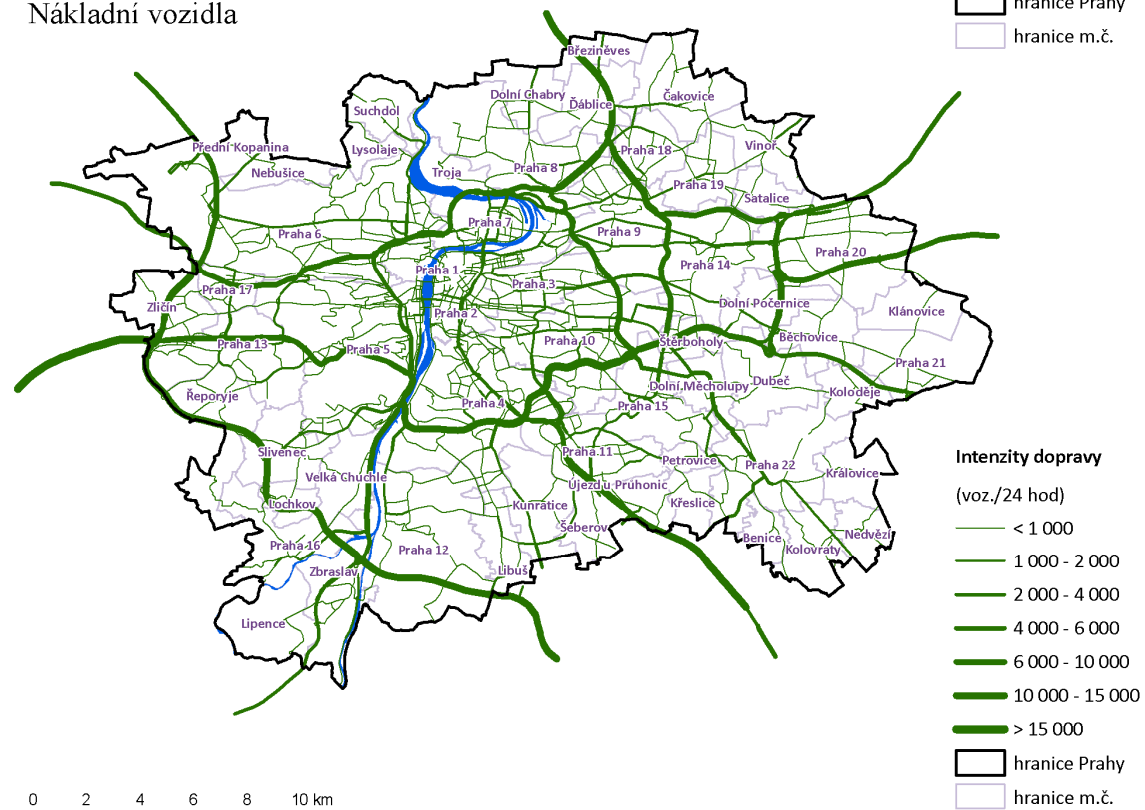 Nákladní vozidla
hranice Prahy
hranice m.č.
Březiněves
Dolní Chabry
Ďáblice
Čakovice
Suchdol
Přední Kopanina
Lysolaje
Nebušice
Troja
Praha 8
Praha 18
Vinoř
Praha 19
Satalice
Praha 6
Praha 7
Praha 9
Praha 20
Praha 14
Praha 1
Praha 17
Praha 3
Zličín
Praha 2
Dolní Počernice
Klánovice
Praha 13
Praha 5
Praha 10
Štěrboholy
Běchovice
Praha 21
Řeporyje
Praha 4
Dolní Měcholupy
Dubeč
Koloděje
Praha 15
Slivenec
Praha 11
Petrovice
Praha 22
Královice
Velká Chuchle
Újezd u Průhonic
Lochkov
Kunratice
Křeslice
Šeberov
Praha 16
Praha 12
Benice
Nedvězí
Kolovraty
Zbraslav
Libuš
Lipence
Intenzity dopravy
(voz./24 hod)
< 1 000
1 000 - 2 000
2 000 - 4 000
4 000 - 6 000
6 000 - 10 000
10 000 - 15 000
> 15 000
hranice Prahy
hranice m.č.
0 2 4 6 8 10 km